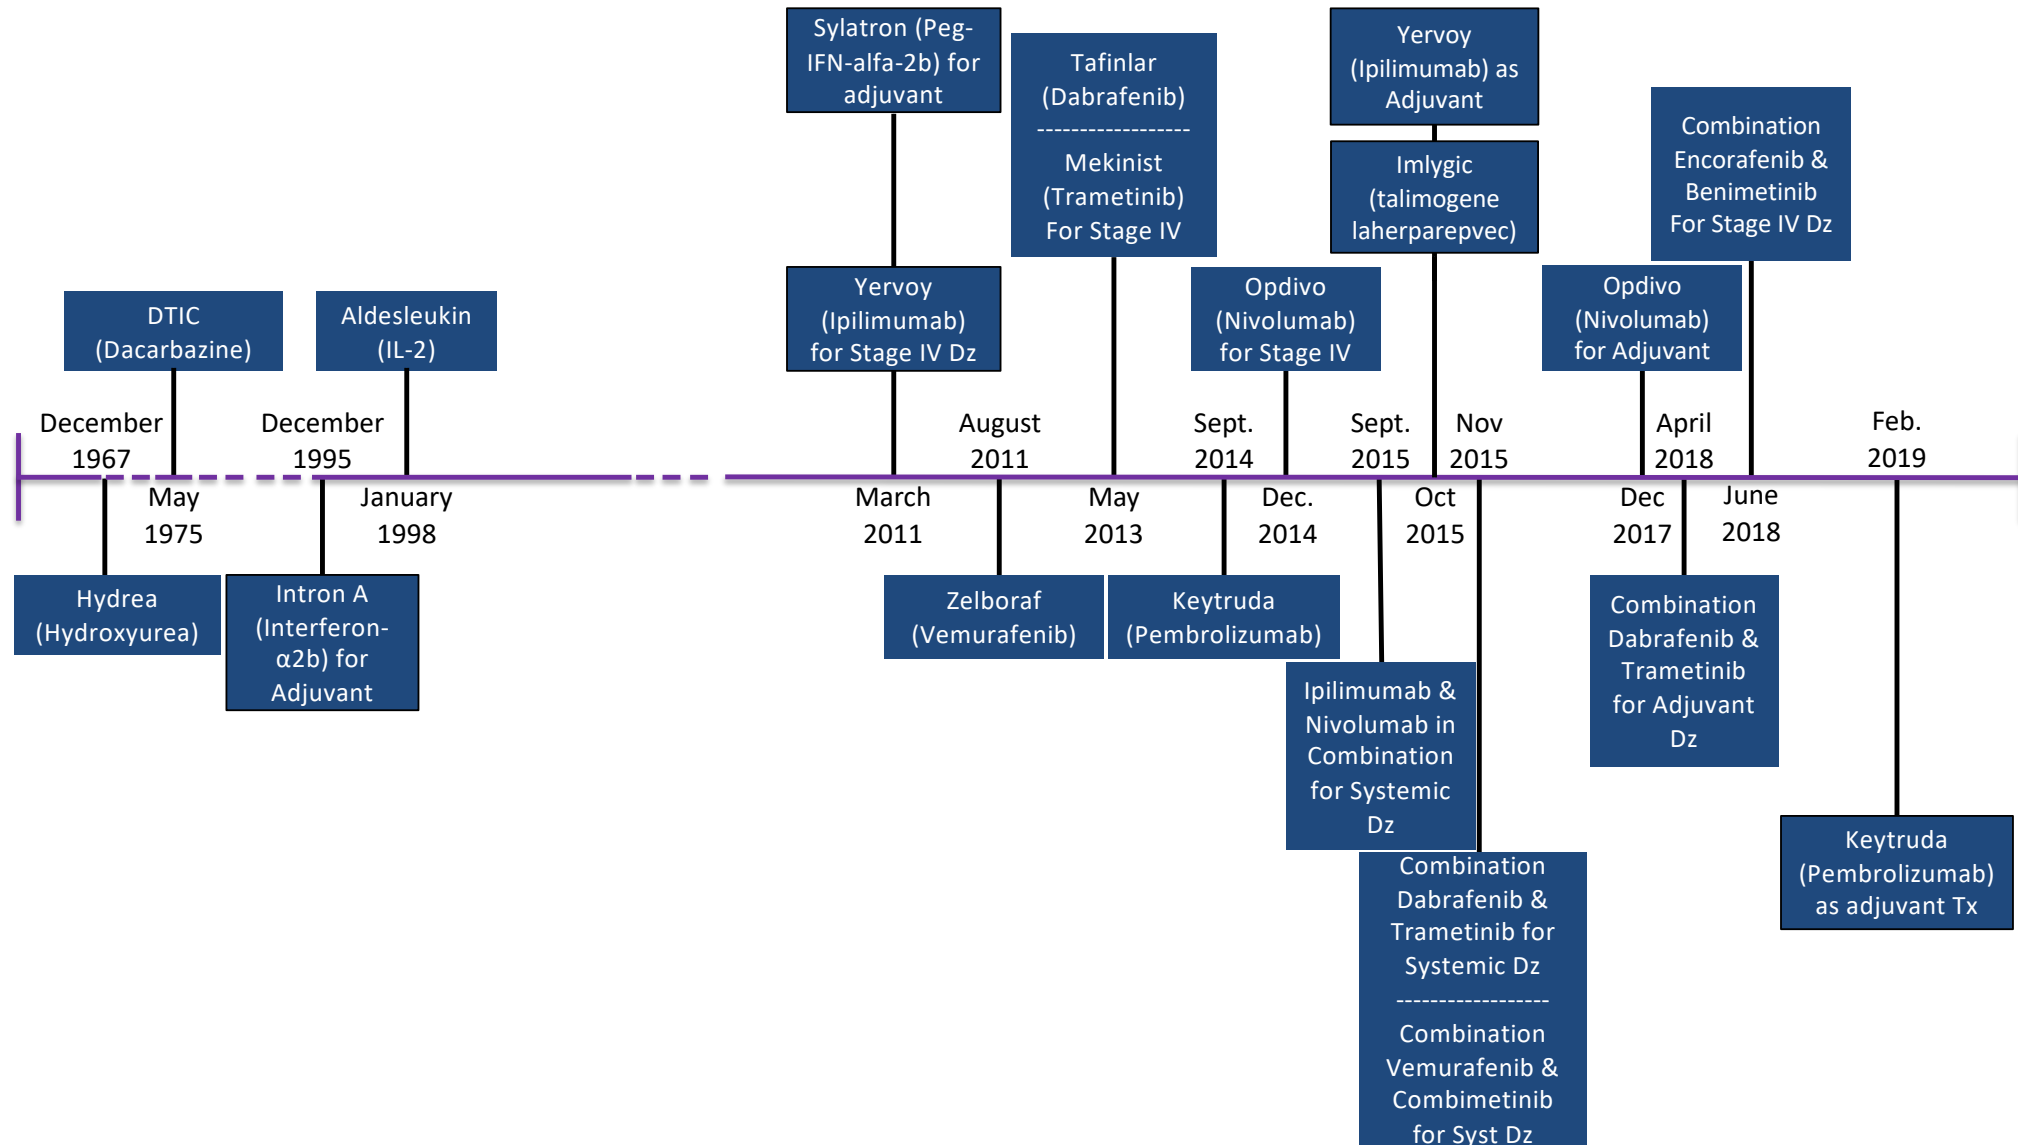 Sylatron (Peg-
IFN-alfa-2b) for
adjuvant
Tafinlar
(Dabrafenib)
-------------------
Mekinist
(Trametinib)
For Stage IV
Yervoy
(Ipilimumab) as
Adjuvant
Imlygic
(talimogene
laherparepvec)
Combination
Encorafenib &
Benimetinib
For Stage IV Dz
DTIC
(Dacarbazine)
Aldesleukin
(IL-2)
Yervoy
(Ipilimumab)
for Stage IV Dz
Opdivo
(Nivolumab)
for Stage IV
Opdivo
(Nivolumab)
for Adjuvant
December
1967
December
1995
August
2011
Sept.
2014
Sept.
2015
Nov
2015
April
2018
Feb.
2019
May
1975
January
1998
March
2011
May
2013
Dec.
2014
Oct
2015
Dec
2017
June
2018
Hydrea
(Hydroxyurea)
Intron A
(Interferon-
α2b) for
Adjuvant
Zelboraf
(Vemurafenib)
Keytruda
(Pembrolizumab)
Ipilimumab &
Nivolumab in
Combination
for Systemic
Dz
Combination
Dabrafenib &
Trametinib
for Adjuvant
Dz
Combination
Dabrafenib &
Trametinib for
Systemic Dz
-------------------
Combination
Vemurafenib &
Combimetinib
for Syst Dz
Keytruda
(Pembrolizumab)
as adjuvant Tx